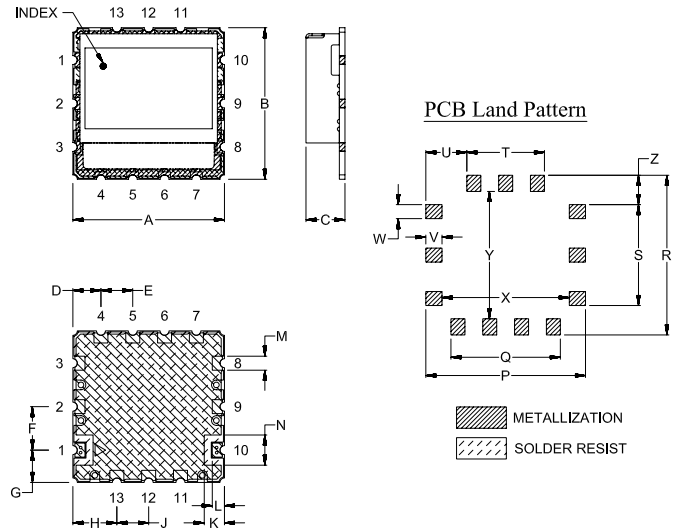 INDEX
13 12 11
1 10
2 9 B
3 8
4 5 6 7
A
C
PCB Land Pattern
U T Z
W V Y S R
X
Q
P
D E
4 5 6 7
M
3 8
2 9
F N
1 10
G
13 12 11 L
H J K
METALLIZATION
SOLDER RESIST